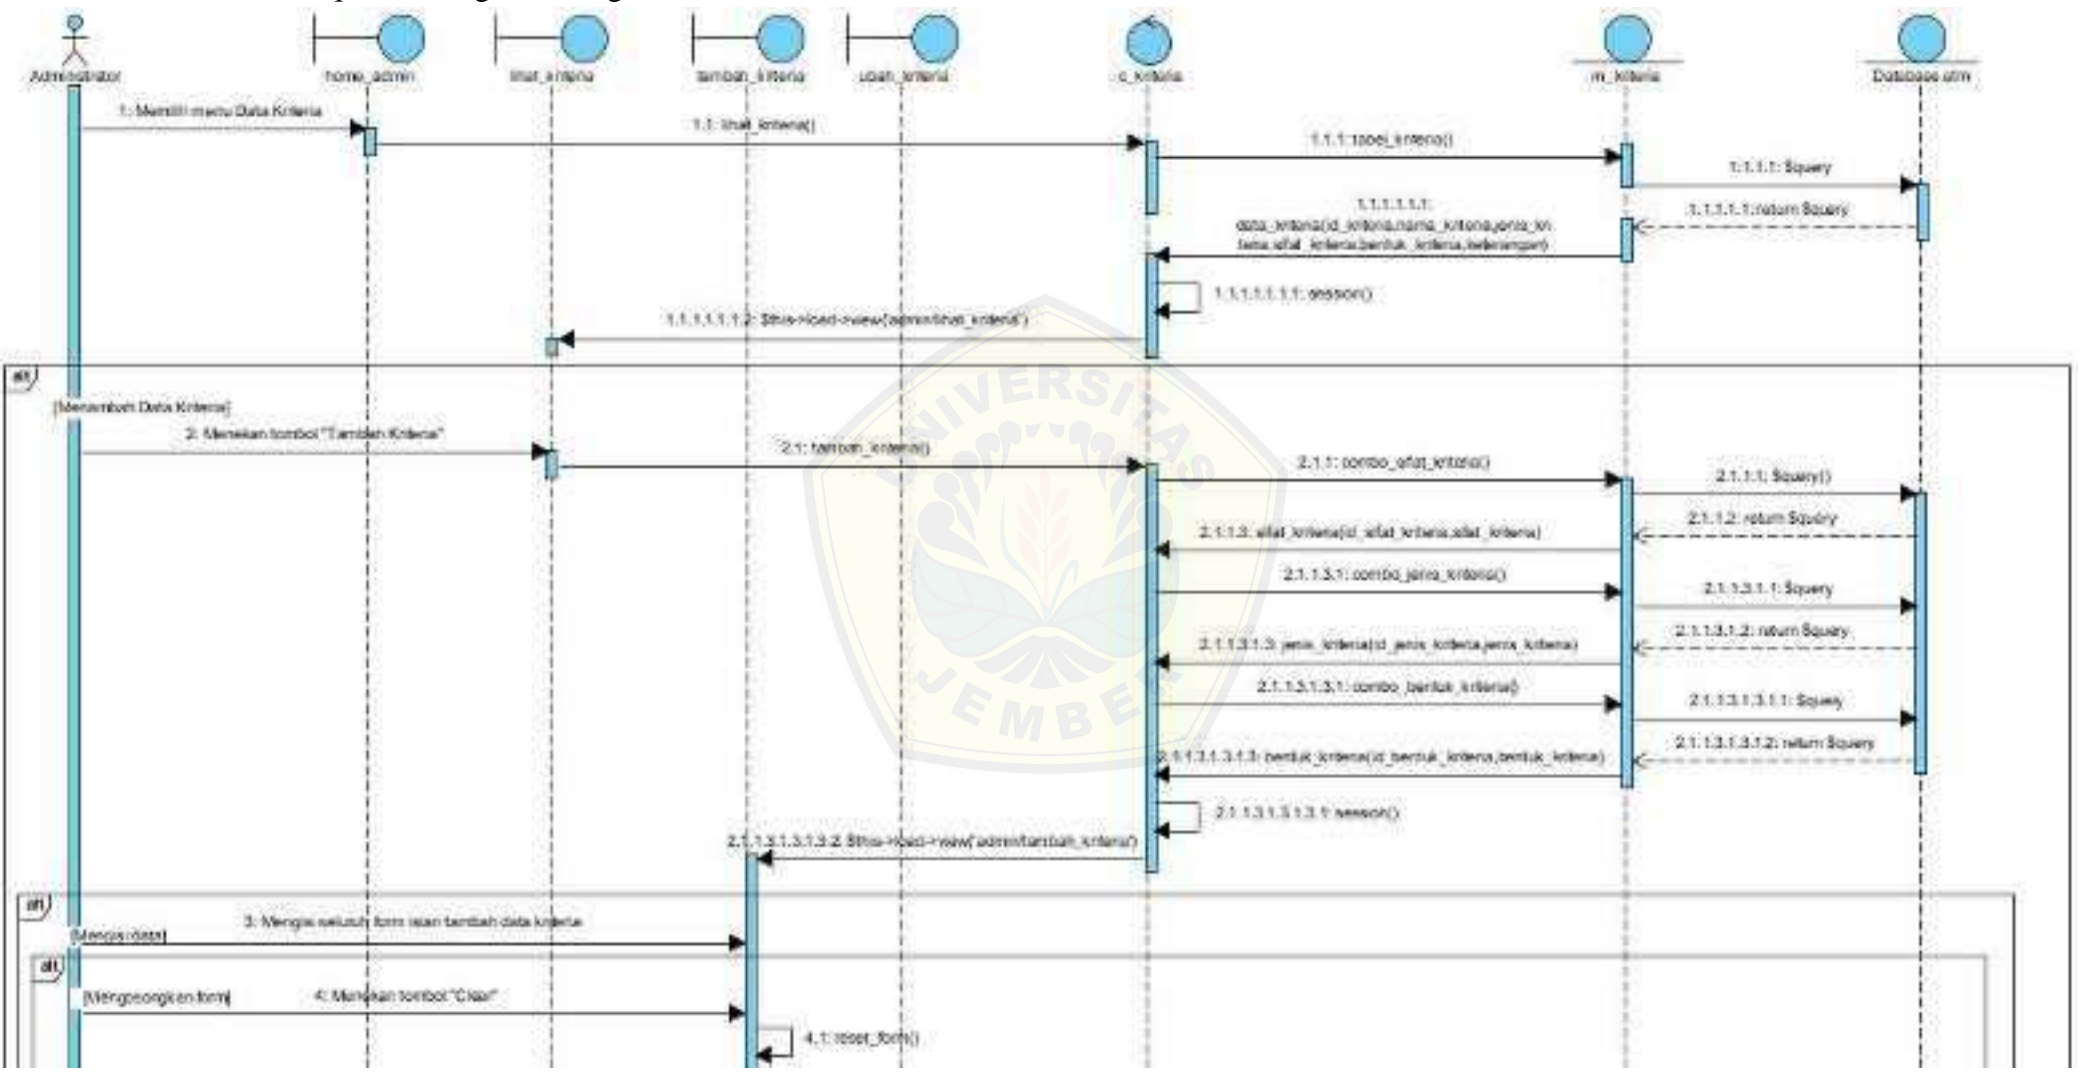 Administrator
home_admin
lihat_kriteria
tambah_kriteria
ubah_kriteria
c_kriteria
m_kriteria
1: Memilih menu Data Kriteria
1.1: lihat_kriteria()
1.1.1: tabel_kriteria()
1.1.1.1: $query
1.1.1.1.1: return $query
1.1.1.1.1.1:
data_kriteria(id_kriteria,nama_kriteria,jenis_kri
teria,sifat_kriteria,bentuk_kriteria,keterangan)
1.1.1.1.1.1.1: session()
1.1.1.1.1.1.2: $this->load->view('admin/lihat_kriteria')
alt
[Menambah Data Kriteria]
2: Menekan tombol "Tambah Kriteria"
2.1: tambah_kriteria()
2.1.1: combo_sifat_kriteria()
2.1.1.1: $query()
2.1.1.2: return $query
2.1.1.3: sifat_kriteria(id_sifat_kriteria,sifat_kriteria)
2.1.1.3.1: combo_jenis_kriteria()
2.1.1.3.1.1: $query
2.1.1.3.1.2: return $query
2.1.1.3.1.3: jenis_kriteria(id_jenis_kriteria,jenis_kriteria)
2.1.1.3.1.3.1: combo_bentuk_kriteria()
2.1.1.3.1.3.1.1: $query
2.1.1.3.1.3.1.2: return $query
2.1.1.3.1.3.1.3: bentuk_kriteria(id_bentuk_kriteria,bentuk_kriteria)
2.1.1.3.1.3.1.3.1: session()
2.1.1.3.1.3.1.3.2: $this->load->view('admin/tambah_kriteria')
alt
3: Mengisi seluruh form isian tambah data kriteria
[Mengisi data]
alt
[Mengosongkan form]
4: Menekan tombol "Clear"
4.1: reset_form()
UNIVERSITAS
JEMBER